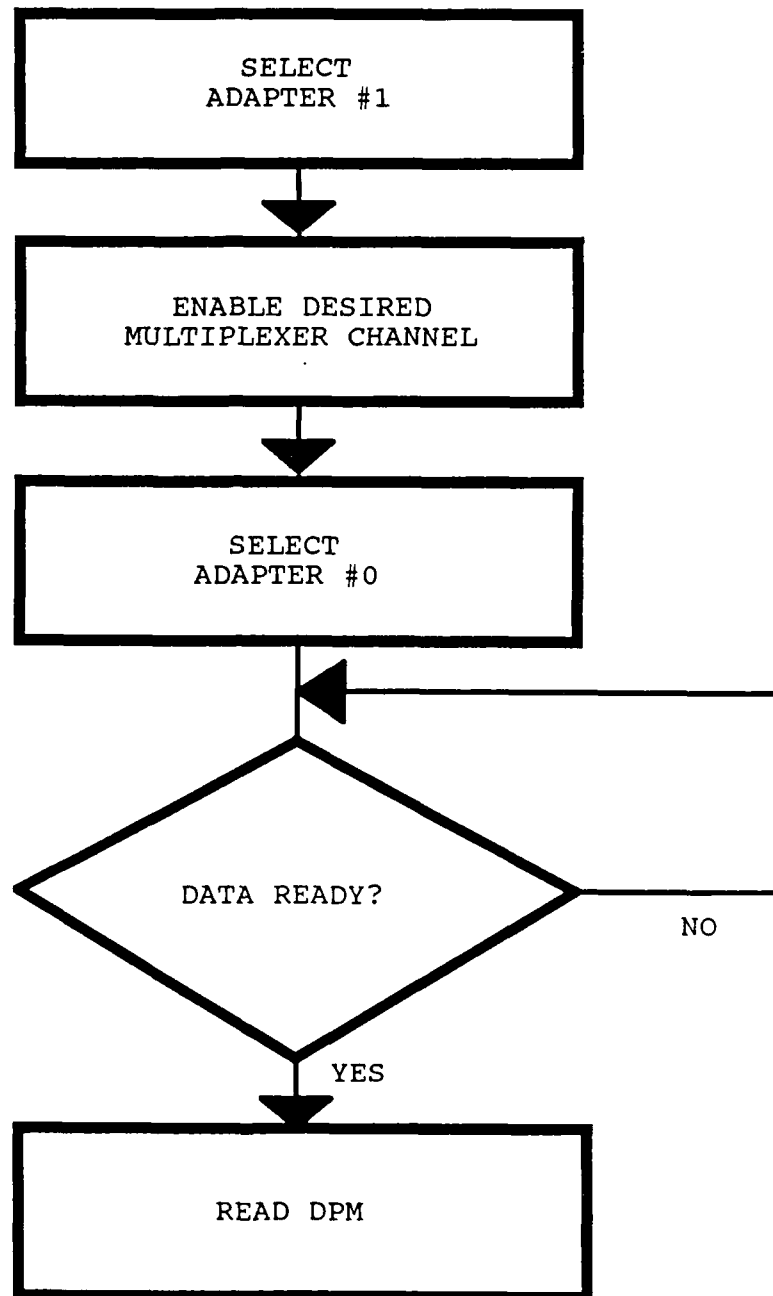 SELECT
ADAPTER #1
ENABLE DESIRED
MULTIPLEXER CHANNEL
SELECT
ADAPTER #0
DATA READY?
NO
YES
READ DPM